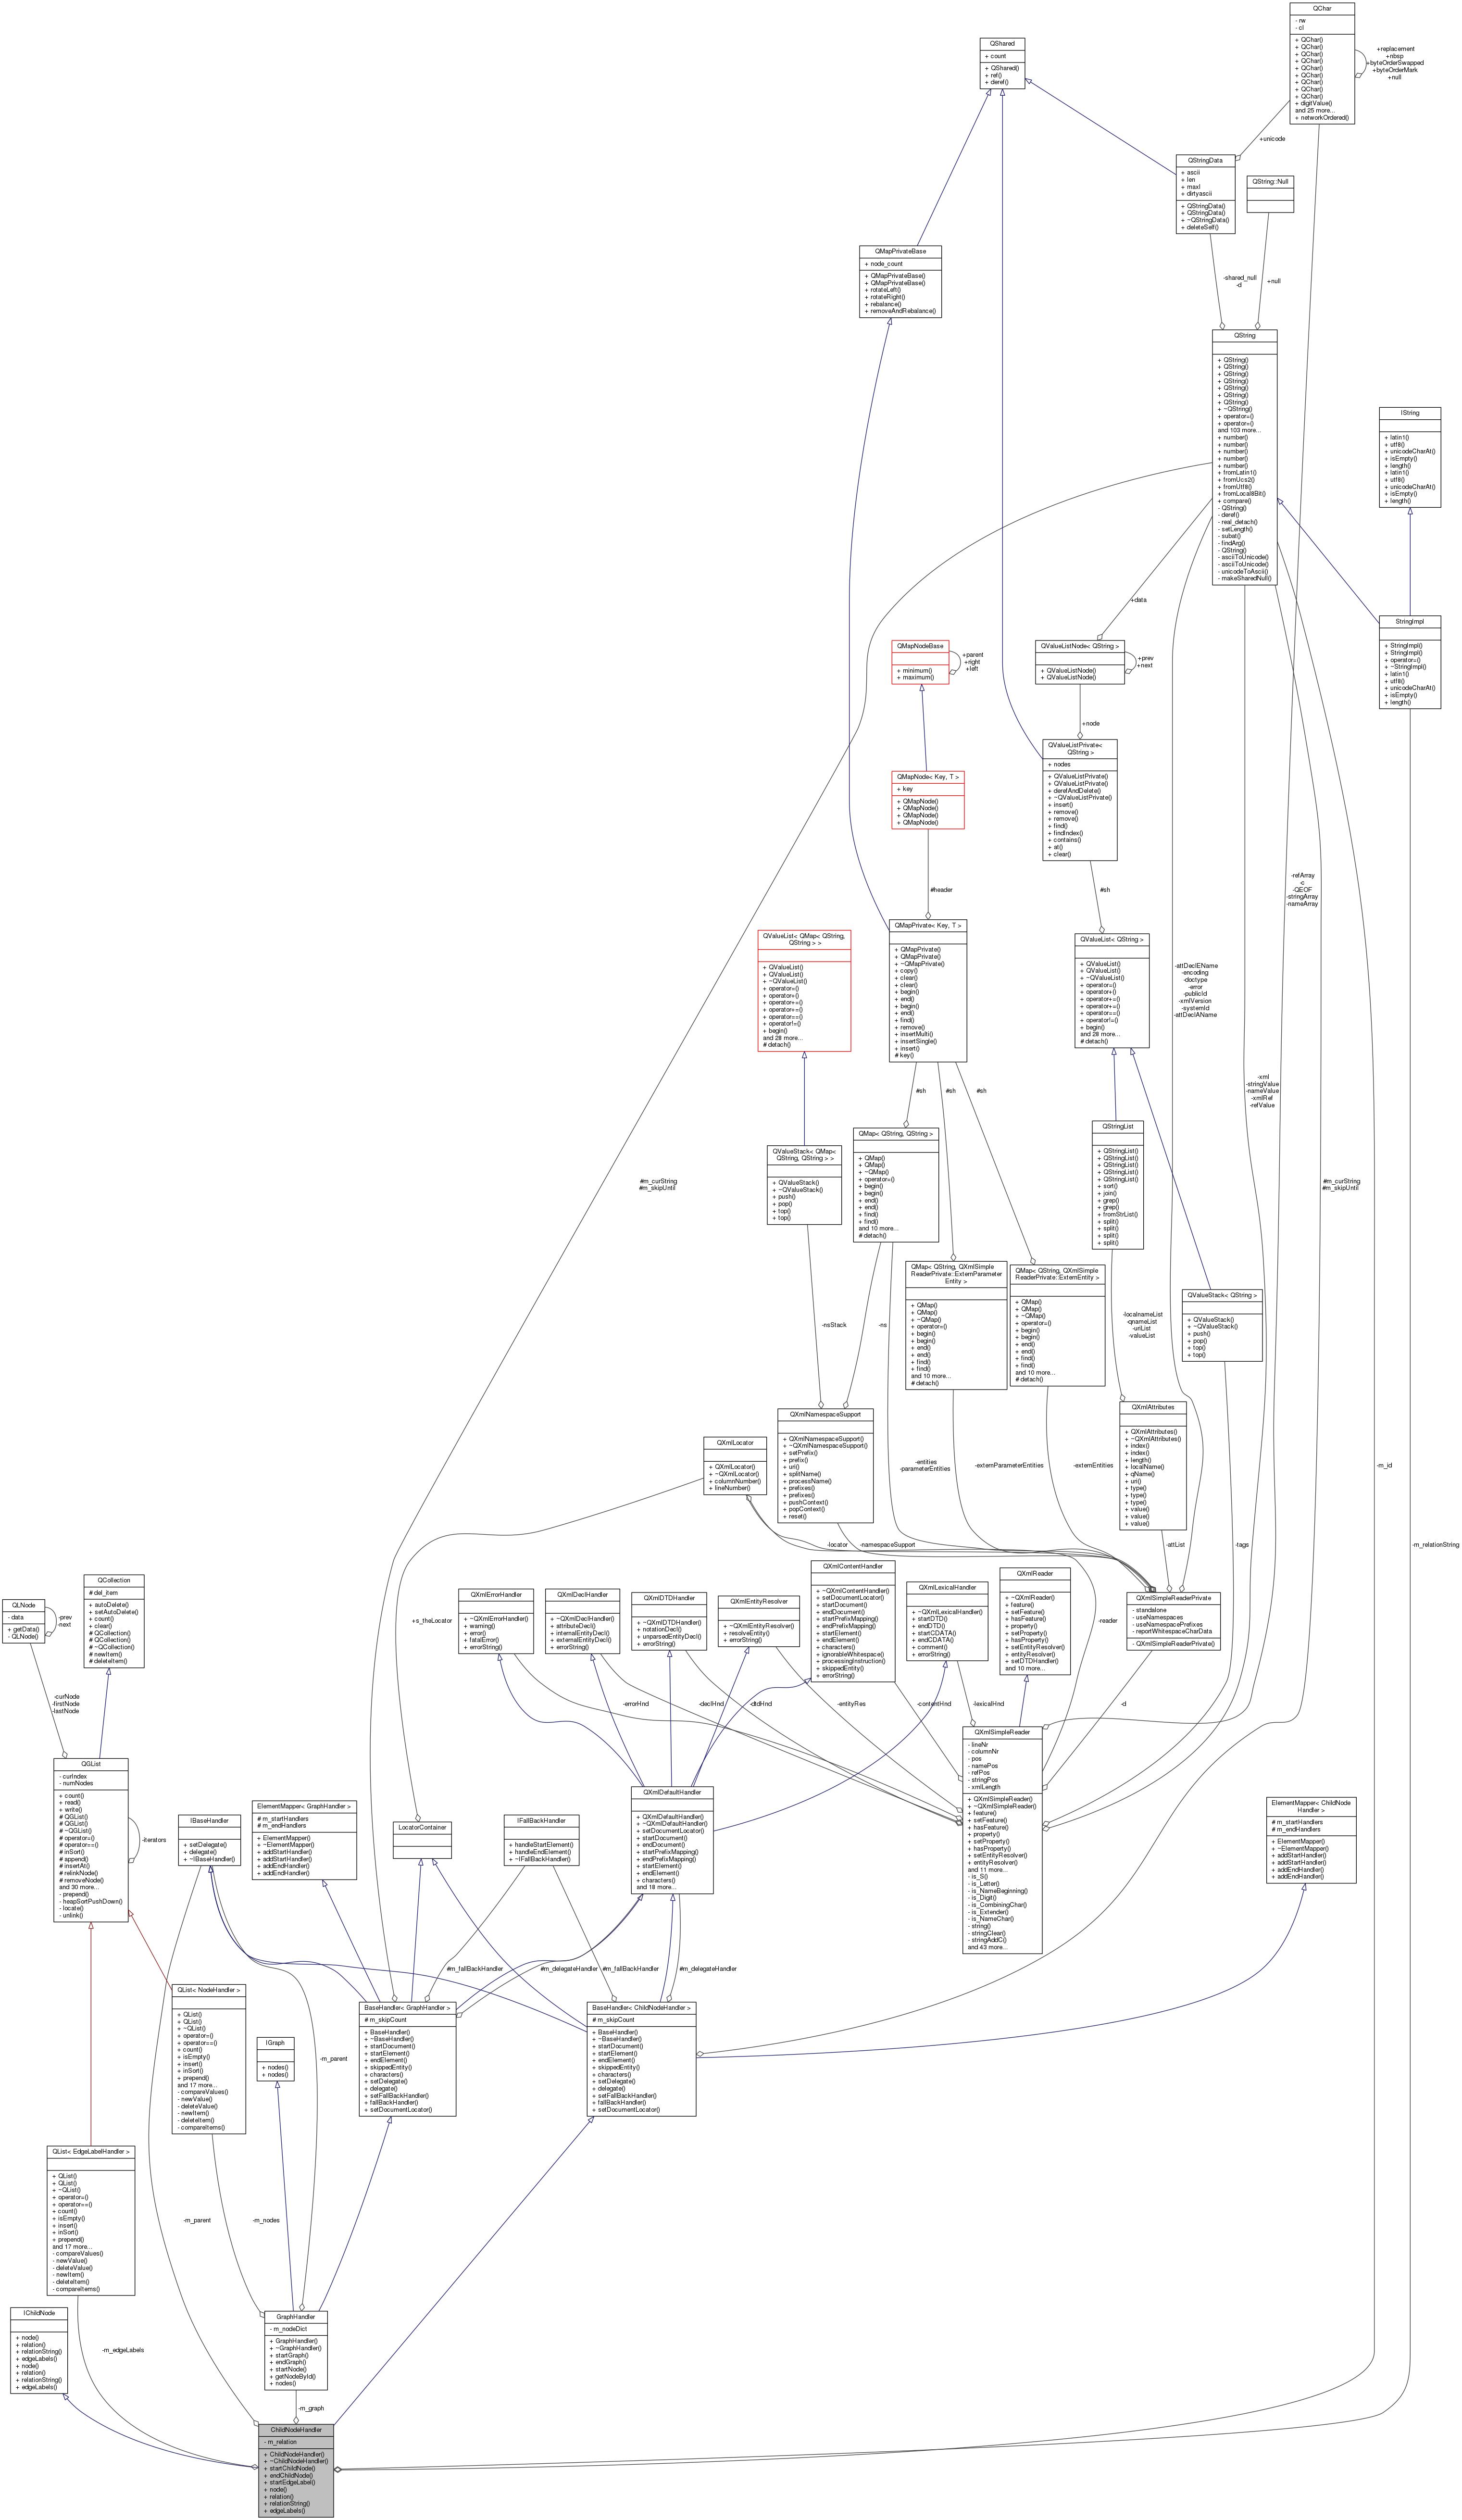 QChar
- rw
- cl
+ QChar()
+ QChar()
+ QChar()
+ QChar()
+ QChar()
+ QChar()
+ QChar()
+ QChar()
+ QChar()
+ digitValue()
and 25 more...
+ networkOrdered()
+replacement
+nbsp
+byteOrderSwapped
+byteOrderMark
+null
QShared
+ count
+ QShared()
+ ref()
+ deref()
+unicode
QStringData
+ ascii
+ len
+ maxl
+ dirtyascii
+ QStringData()
+ QStringData()
+ ~QStringData()
+ deleteSelf()
QString::Null
QMapPrivateBase
+ node_count
+ QMapPrivateBase()
+ QMapPrivateBase()
+ rotateLeft()
+ rotateRight()
+ rebalance()
+ removeAndRebalance()
-shared_null
-d
+null
QString
+ QString()
+ QString()
+ QString()
+ QString()
+ QString()
+ QString()
+ QString()
+ ~QString()
+ operator=()
+ operator=()
and 103 more...
+ number()
+ number()
+ number()
+ number()
+ number()
+ fromLatin1()
+ fromUcs2()
+ fromUtf8()
+ fromLocal8Bit()
+ compare()
- QString()
- deref()
- real_detach()
- setLength()
- subat()
- findArg()
- QString()
- asciiToUnicode()
- asciiToUnicode()
- unicodeToAscii()
- makeSharedNull()
IString
+ latin1()
+ utf8()
+ unicodeCharAt()
+ isEmpty()
+ length()
+ latin1()
+ utf8()
+ unicodeCharAt()
+ isEmpty()
+ length()
StringImpl
+ StringImpl()
+ StringImpl()
+ operator=()
+ ~StringImpl()
+ latin1()
+ utf8()
+ unicodeCharAt()
+ isEmpty()
+ length()
+data
QMapNodeBase
+ minimum()
+ maximum()
+parent
+right
+left
QValueListNode< QString >
+ QValueListNode()
+ QValueListNode()
+prev
+next
+node
QValueListPrivate<
QString >
+ nodes
+ QValueListPrivate()
+ QValueListPrivate()
+ derefAndDelete()
+ ~QValueListPrivate()
+ insert()
+ remove()
+ remove()
+ find()
+ findIndex()
+ contains()
+ at()
+ clear()
QMapNode< Key, T >
+ key
+ QMapNode()
+ QMapNode()
+ QMapNode()
+ QMapNode()
#header
#sh
-refArray
-c
-QEOF
-stringArray
-nameArray
QValueList< QMap< QString,
QString > >
+ QValueList()
+ QValueList()
+ ~QValueList()
+ operator=()
+ operator+()
+ operator+=()
+ operator+=()
+ operator==()
+ operator!=()
+ begin()
and 28 more...
# detach()
QMapPrivate< Key, T >
+ QMapPrivate()
+ QMapPrivate()
+ ~QMapPrivate()
+ copy()
+ clear()
+ clear()
+ begin()
+ end()
+ begin()
+ end()
+ find()
+ remove()
+ insertMulti()
+ insertSingle()
+ insert()
# key()
QValueList< QString >
+ QValueList()
+ QValueList()
+ ~QValueList()
+ operator=()
+ operator+()
+ operator+=()
+ operator+=()
+ operator==()
+ operator!=()
+ begin()
and 28 more...
# detach()
-attDeclEName
-encoding
-doctype
-error
-publicId
-xmlVersion
-systemId
-attDeclAName
-xml
-stringValue
-nameValue
-xmlRef
-refValue
#sh
#sh
#sh
QValueStack< QMap<
QString, QString > >
+ QValueStack()
+ ~QValueStack()
+ push()
+ pop()
+ top()
+ top()
QMap< QString, QString >
+ QMap()
+ QMap()
+ ~QMap()
+ operator=()
+ begin()
+ begin()
+ end()
+ end()
+ find()
+ find()
and 10 more...
# detach()
QStringList
+ QStringList()
+ QStringList()
+ QStringList()
+ QStringList()
+ QStringList()
+ sort()
+ join()
+ grep()
+ grep()
+ fromStrList()
+ split()
+ split()
+ split()
+ split()
#m_curString
#m_skipUntil
#m_curString
#m_skipUntil
QMap< QString, QXmlSimple
ReaderPrivate::ExternParameter
Entity >
+ QMap()
+ QMap()
+ ~QMap()
+ operator=()
+ begin()
+ begin()
+ end()
+ end()
+ find()
+ find()
and 10 more...
# detach()
QMap< QString, QXmlSimple
ReaderPrivate::ExternEntity >
+ QMap()
+ QMap()
+ ~QMap()
+ operator=()
+ begin()
+ begin()
+ end()
+ end()
+ find()
+ find()
and 10 more...
# detach()
QValueStack< QString >
+ QValueStack()
+ ~QValueStack()
+ push()
+ pop()
+ top()
+ top()
-nsStack
-ns
-localnameList
-qnameList
-uriList
-valueList
QXmlNamespaceSupport
+ QXmlNamespaceSupport()
+ ~QXmlNamespaceSupport()
+ setPrefix()
+ prefix()
+ uri()
+ splitName()
+ processName()
+ prefixes()
+ prefixes()
+ pushContext()
+ popContext()
+ reset()
QXmlAttributes
+ QXmlAttributes()
+ ~QXmlAttributes()
+ index()
+ index()
+ length()
+ localName()
+ qName()
+ uri()
+ type()
+ type()
+ type()
+ value()
+ value()
+ value()
QXmlLocator
+ QXmlLocator()
+ ~QXmlLocator()
+ columnNumber()
+ lineNumber()
-entities
-parameterEntities
-externParameterEntities
-externEntities
-m_id
-locator
-namespaceSupport
-attList
-tags
-m_relationString
QLNode
- data
+ getData()
- QLNode()
-prev
-next
QCollection
# del_item
+ autoDelete()
+ setAutoDelete()
+ count()
+ clear()
# QCollection()
# QCollection()
# ~QCollection()
# newItem()
# deleteItem()
+s_theLocator
QXmlErrorHandler
+ ~QXmlErrorHandler()
+ warning()
+ error()
+ fatalError()
+ errorString()
QXmlDeclHandler
+ ~QXmlDeclHandler()
+ attributeDecl()
+ internalEntityDecl()
+ externalEntityDecl()
+ errorString()
QXmlDTDHandler
+ ~QXmlDTDHandler()
+ notationDecl()
+ unparsedEntityDecl()
+ errorString()
QXmlEntityResolver
+ ~QXmlEntityResolver()
+ resolveEntity()
+ errorString()
QXmlContentHandler
+ ~QXmlContentHandler()
+ setDocumentLocator()
+ startDocument()
+ endDocument()
+ startPrefixMapping()
+ endPrefixMapping()
+ startElement()
+ endElement()
+ characters()
+ ignorableWhitespace()
+ processingInstruction()
+ skippedEntity()
+ errorString()
QXmlLexicalHandler
+ ~QXmlLexicalHandler()
+ startDTD()
+ endDTD()
+ startCDATA()
+ endCDATA()
+ comment()
+ errorString()
QXmlReader
+ ~QXmlReader()
+ feature()
+ setFeature()
+ hasFeature()
+ property()
+ setProperty()
+ hasProperty()
+ setEntityResolver()
+ entityResolver()
+ setDTDHandler()
and 10 more...
-reader
QXmlSimpleReaderPrivate
- standalone
- useNamespaces
- useNamespacePrefixes
- reportWhitespaceCharData
- QXmlSimpleReaderPrivate()
-curNode
-firstNode
-lastNode
-errorHnd
-declHnd
-dtdHnd
-entityRes
-contentHnd
-lexicalHnd
-d
QGList
- curIndex
- numNodes
+ count()
+ read()
+ write()
# QGList()
# QGList()
# ~QGList()
# operator=()
# operator==()
# inSort()
# append()
# insertAt()
# relinkNode()
# removeNode()
and 30 more...
- prepend()
- heapSortPushDown()
- locate()
- unlink()
-iterators
IBaseHandler
+ setDelegate()
+ delegate()
+ ~IBaseHandler()
ElementMapper< GraphHandler >
# m_startHandlers
# m_endHandlers
+ ElementMapper()
+ ~ElementMapper()
+ addStartHandler()
+ addStartHandler()
+ addEndHandler()
+ addEndHandler()
LocatorContainer
IFallBackHandler
+ handleStartElement()
+ handleEndElement()
+ ~IFallBackHandler()
QXmlDefaultHandler
+ QXmlDefaultHandler()
+ ~QXmlDefaultHandler()
+ setDocumentLocator()
+ startDocument()
+ endDocument()
+ startPrefixMapping()
+ endPrefixMapping()
+ startElement()
+ endElement()
+ characters()
and 18 more...
QXmlSimpleReader
- lineNr
- columnNr
- pos
- namePos
- refPos
- stringPos
- xmlLength
+ QXmlSimpleReader()
+ ~QXmlSimpleReader()
+ feature()
+ setFeature()
+ hasFeature()
+ property()
+ setProperty()
+ hasProperty()
+ setEntityResolver()
+ entityResolver()
and 11 more...
- is_S()
- is_Letter()
- is_NameBeginning()
- is_Digit()
- is_CombiningChar()
- is_Extender()
- is_NameChar()
- string()
- stringClear()
- stringAddC()
and 43 more...
ElementMapper< ChildNode
Handler >
# m_startHandlers
# m_endHandlers
+ ElementMapper()
+ ~ElementMapper()
+ addStartHandler()
+ addStartHandler()
+ addEndHandler()
+ addEndHandler()
#m_fallBackHandler
#m_delegateHandler
#m_fallBackHandler
#m_delegateHandler
QList< NodeHandler >
+ QList()
+ QList()
+ ~QList()
+ operator=()
+ operator==()
+ count()
+ isEmpty()
+ insert()
+ inSort()
+ prepend()
and 17 more...
- compareValues()
- newValue()
- deleteValue()
- newItem()
- deleteItem()
- compareItems()
IGraph
+ nodes()
+ nodes()
-m_parent
BaseHandler< GraphHandler >
# m_skipCount
+ BaseHandler()
+ ~BaseHandler()
+ startDocument()
+ startElement()
+ endElement()
+ skippedEntity()
+ characters()
+ setDelegate()
+ delegate()
+ setFallBackHandler()
+ fallBackHandler()
+ setDocumentLocator()
BaseHandler< ChildNodeHandler >
# m_skipCount
+ BaseHandler()
+ ~BaseHandler()
+ startDocument()
+ startElement()
+ endElement()
+ skippedEntity()
+ characters()
+ setDelegate()
+ delegate()
+ setFallBackHandler()
+ fallBackHandler()
+ setDocumentLocator()
QList< EdgeLabelHandler >
+ QList()
+ QList()
+ ~QList()
+ operator=()
+ operator==()
+ count()
+ isEmpty()
+ insert()
+ inSort()
+ prepend()
and 17 more...
- compareValues()
- newValue()
- deleteValue()
- newItem()
- deleteItem()
- compareItems()
-m_parent
-m_nodes
IChildNode
+ node()
+ relation()
+ relationString()
+ edgeLabels()
+ node()
+ relation()
+ relationString()
+ edgeLabels()
-m_edgeLabels
GraphHandler
- m_nodeDict
+ GraphHandler()
+ ~GraphHandler()
+ startGraph()
+ endGraph()
+ startNode()
+ getNodeById()
+ nodes()
-m_graph
ChildNodeHandler
- m_relation
+ ChildNodeHandler()
+ ~ChildNodeHandler()
+ startChildNode()
+ endChildNode()
+ startEdgeLabel()
+ node()
+ relation()
+ relationString()
+ edgeLabels()